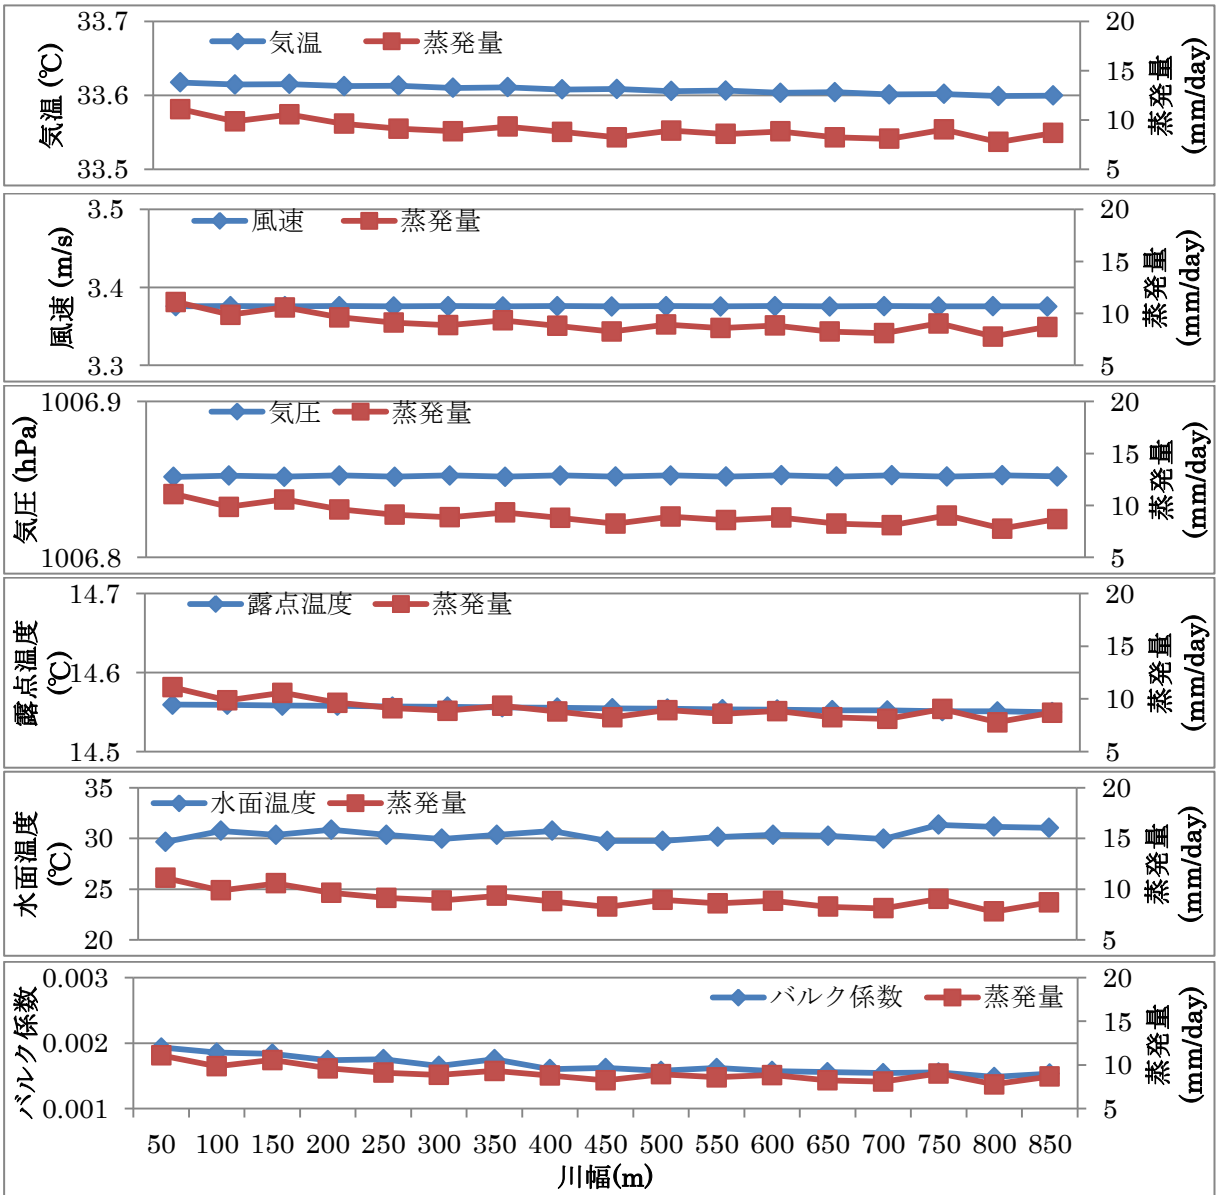 33.7
33.6
33.5
気温 (℃)
気温 蒸発量
20
15
10
5
蒸発量
(mm/day)
3.5
3.4
3.3
風速 (m/s)
風速 蒸発量
20
15
10
5
蒸発量
(mm/day)
1006.9
1006.8
気圧 (hPa)
気圧 蒸発量
20
15
10
5
蒸発量
(mm/day)
14.7
14.6
14.5
露点温度
(℃)
露点温度 蒸発量
20
15
10
5
蒸発量
(mm/day)
35
30
25
20
水面温度
(℃)
水面温度 蒸発量
20
15
10
5
蒸発量
(mm/day)
0.003
0.002
0.001
バルク係数
バルク係数 蒸発量
20
15
10
5
蒸発量
(mm/day)
50 100 150 200 250 300 350 400 450 500 550 600 650 700 750 800 850
川幅(m)